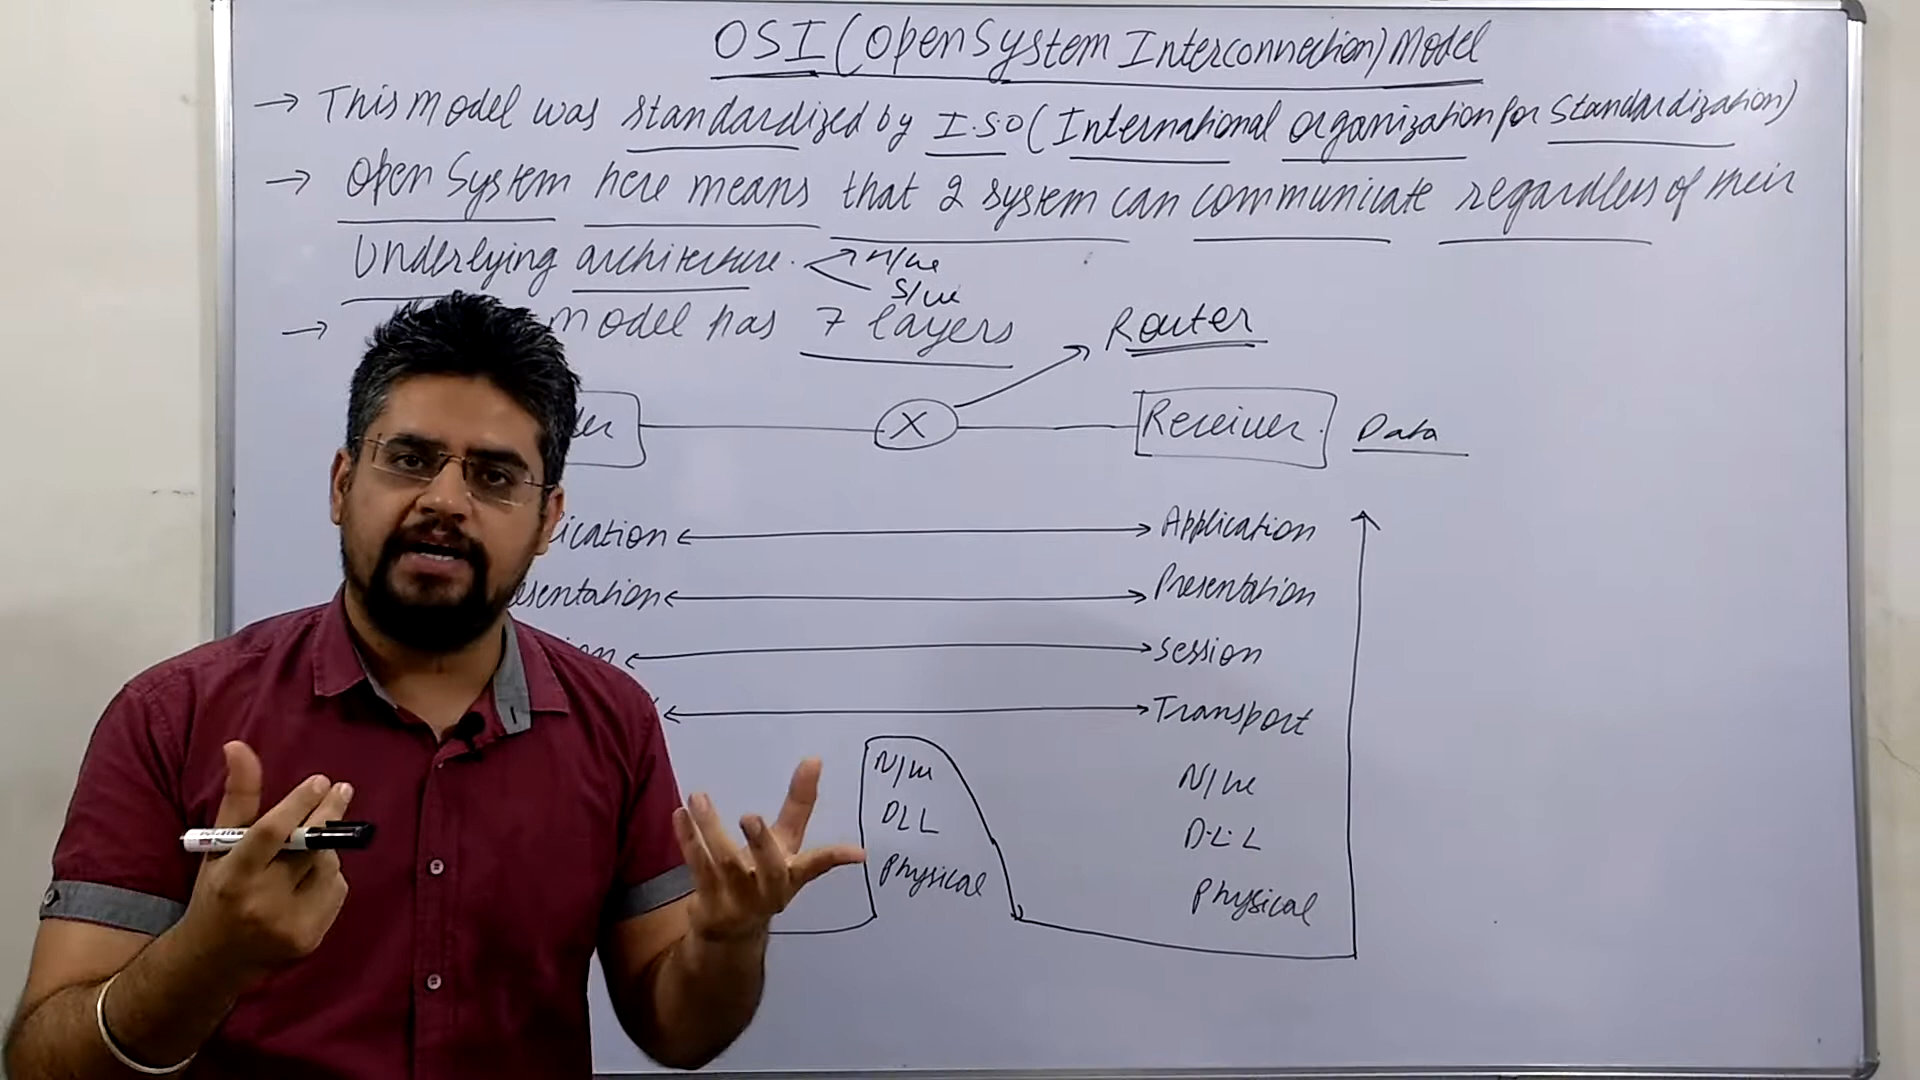 OSI (Open System Interconnection) Model
→ This Model was standardized by I.S.O (International Organization for Standardization)
→ Open System here means that 2 system can communicate regardless of their
Underlying architecture.
S/w
→ model has 7 layers
Router
X
Receiver.
Data
Application
Presentation
Session
Transport
N/w
N/w
DLL
D.L.L
Physical
Physical